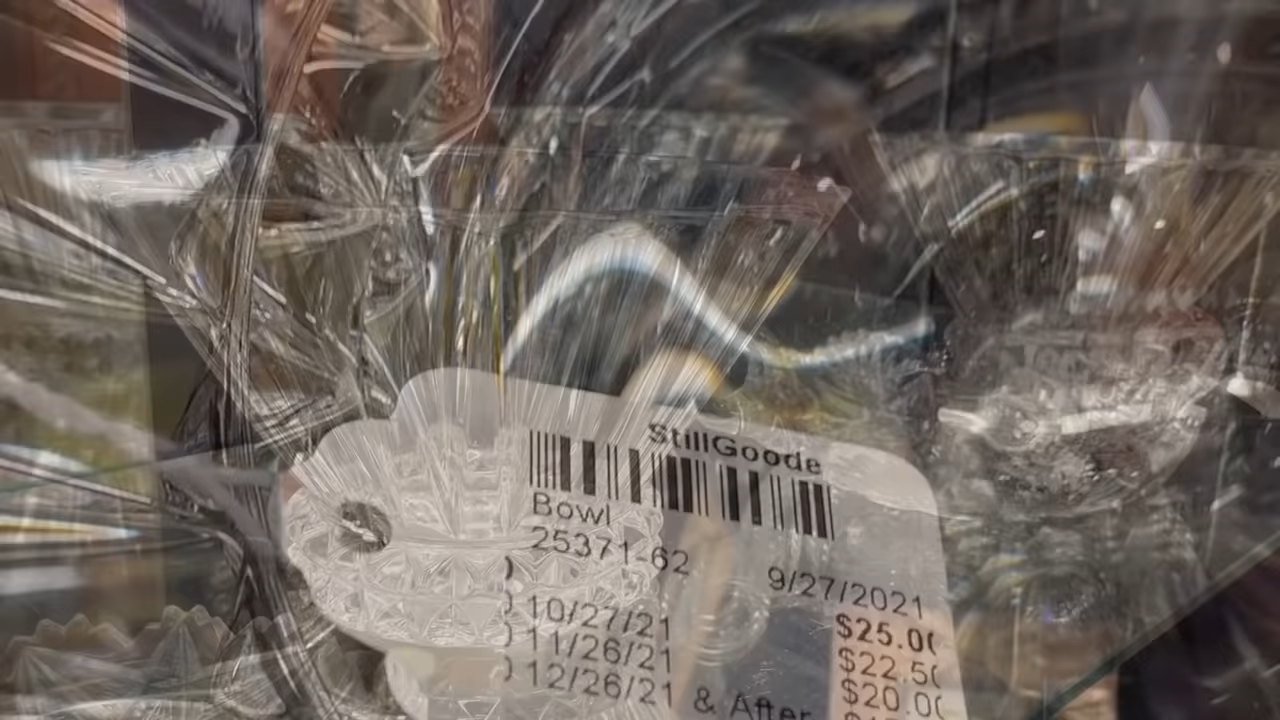 StillGoode
Bowl
25371-62
9/27/2021
) 10/27/21 $25.0(
) 11/26/21 $22.5(
) 12/26/21 & After $20.0(